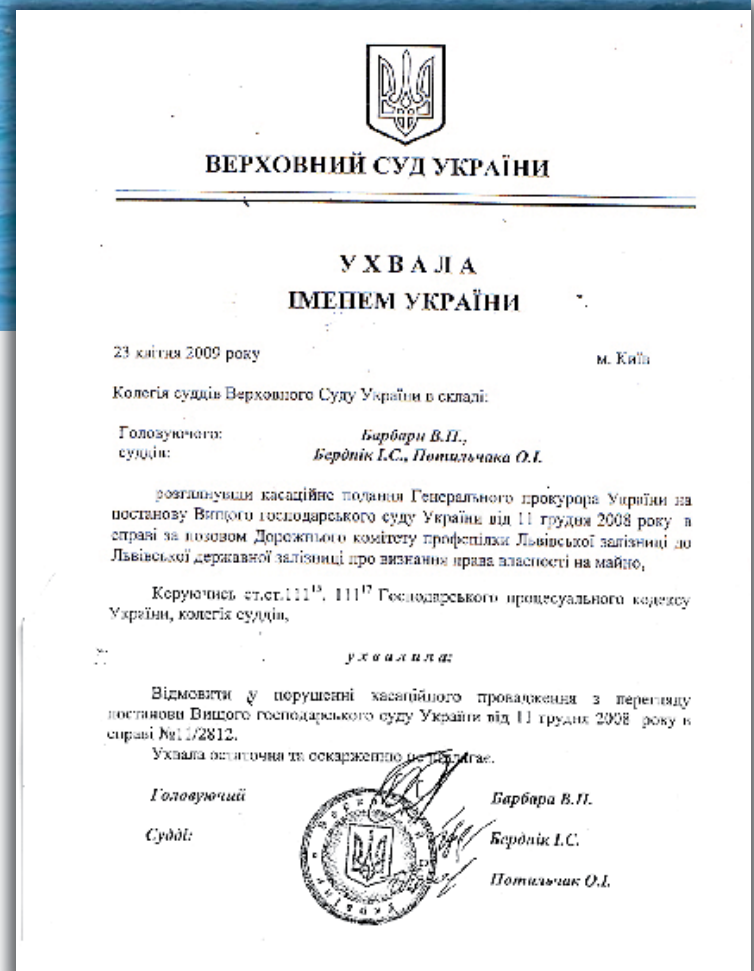 ВЕРХОВНИЙ СУД УКРАЇНИ
У Х В А Л А
ІМЕНЕМ УКРАЇНИ
23 квітня 2009 року
м. Київ
Колегія суддів Верховного Суду України в складі:
Головуючого: Барбари В.П.,
суддів: Берднік І.С., Потильчака О.І.
розглянувши касаційне подання Генерального прокурора України на
постанову Вищого господарського суду України від 11 грудня 2008 року в
справі за позовом Дорожнього комітету профспілки Львівської залізниці до
Львівської державної залізниці про визнання права власності на майно,
Керуючись ст.ст.111¹⁵, 111¹⁷ Господарського процесуального кодексу
України, колегія суддів,
у х в а л и л а:
Відмовити у порушенні касаційного провадження з перегляду
постанови Вищого господарського суду України від 11 грудня 2008 року в
справі №11/2812.
Ухвала остаточна та оскарженню не підлягає.
Головуючий Барбара В.П.
Судді: Берднік І.С.
Потильчак О.І.